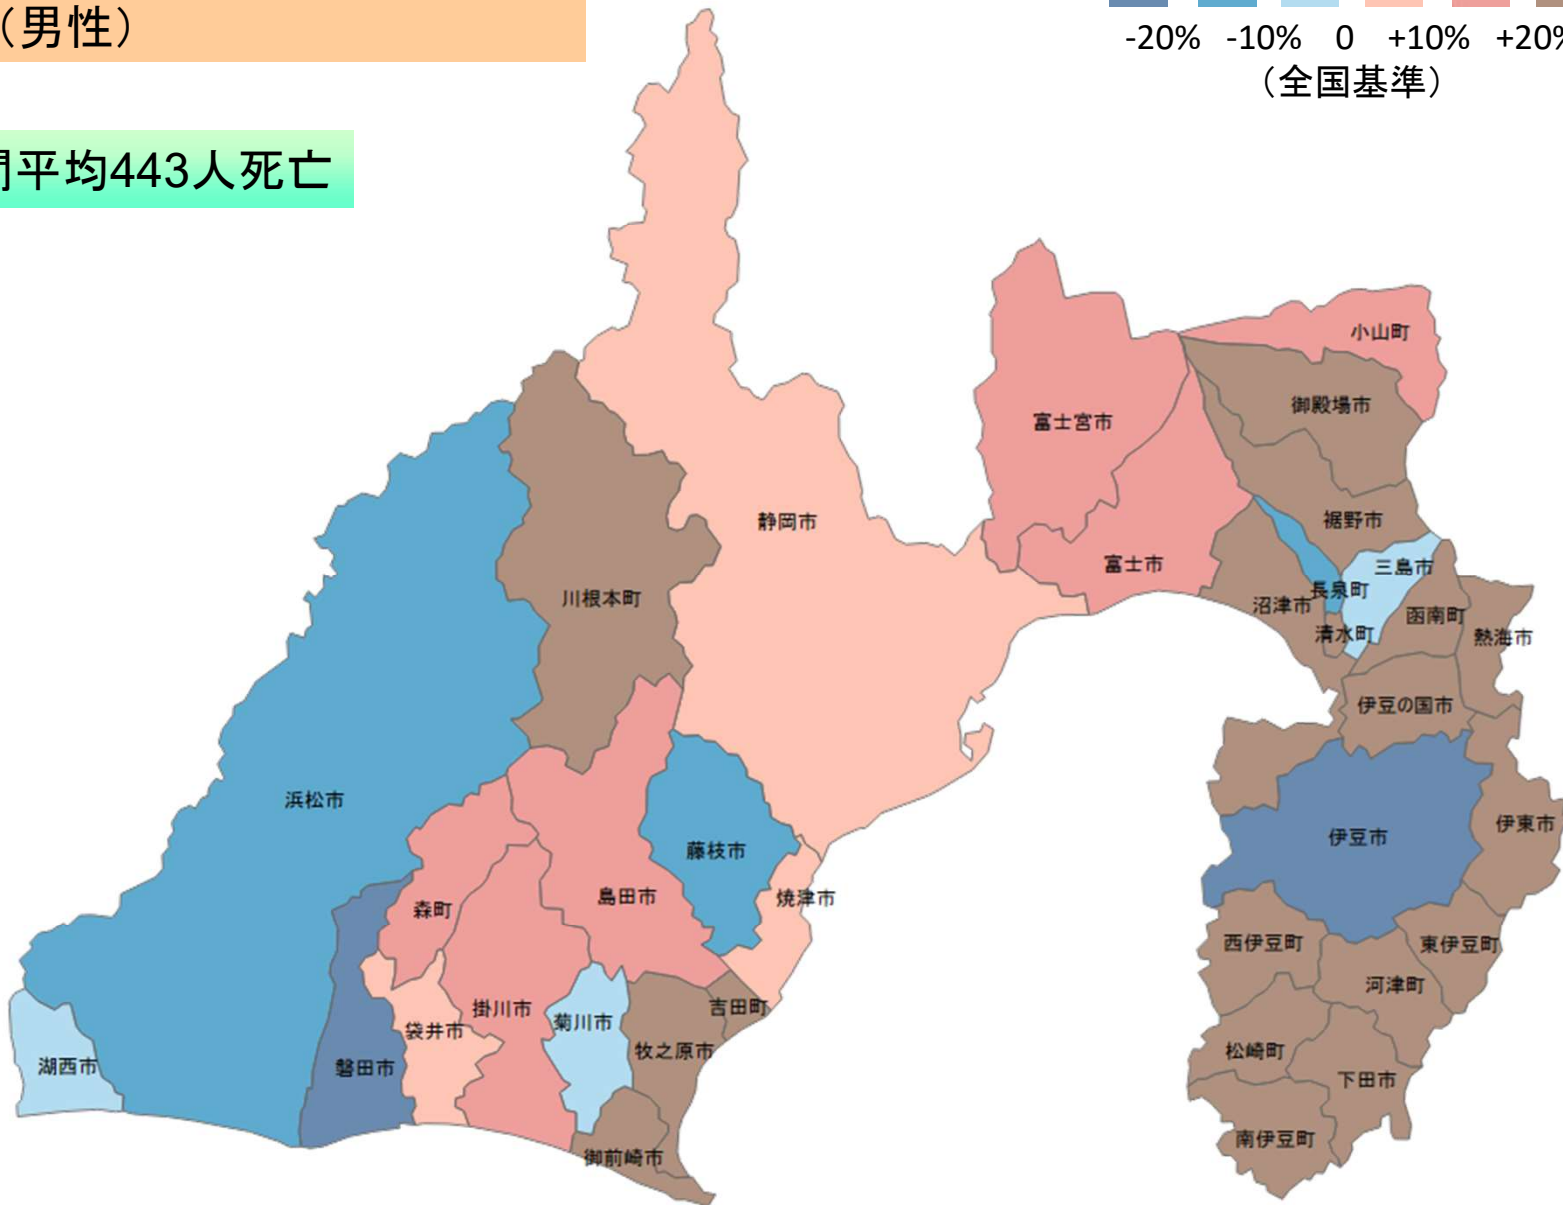 （男性）
-20% -10% 0 +10% +20%
（全国基準）
間平均443人死亡
小山町
御殿場市
富士宮市
静岡市
裾野市
富士市
三島市
長泉町
川根本町
沼津市
函南町
清水町
熱海市
伊豆の国市
浜松市
伊東市
伊豆市
藤枝市
島田市
焼津市
森町
西伊豆町
東伊豆町
河津町
掛川市
吉田町
菊川市
袋井市
牧之原市
松崎町
湖西市
磐田市
下田市
南伊豆町
御前崎市